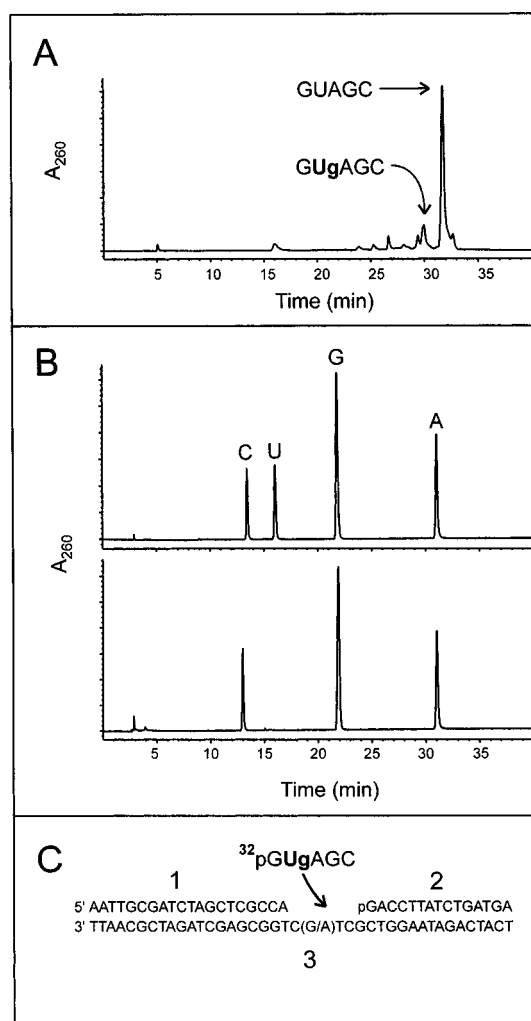 A
GUAGC
GUgAGC
A260
5 10 15 20 25 30 35
Time (min)
B
G
A
C U
A260
5 10 15 20 25 30 35
Time (min)
C
32pGUgAGC
1 2
5' AATTGCGATCTAGCTCGCCA pGACCTTATCTGATGA
3' TTAACGCTAGATCGAGCGGTC(G/A)TCGCTGGAATAGACTACT
3